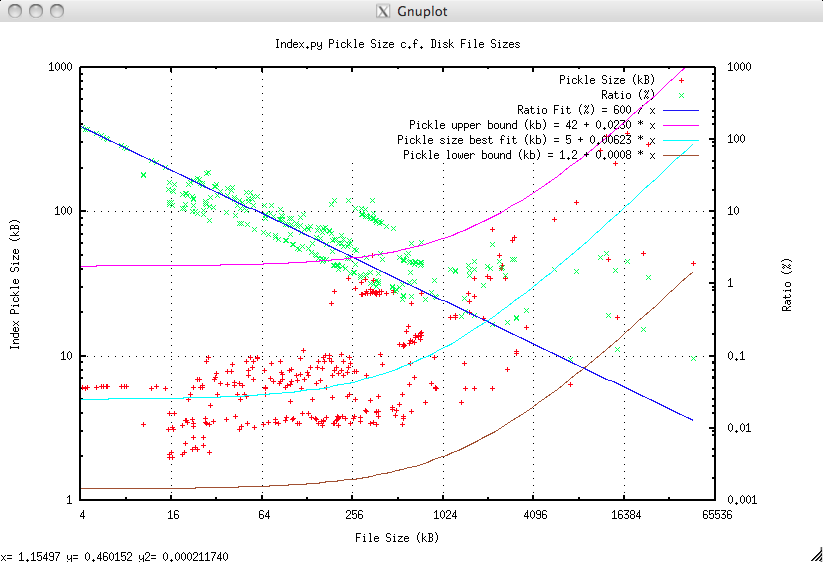 Gnuplot
Index.py Pickle Size c.f. Disk File Sizes
Pickle Size (kB)
Ratio (%)
Ratio Fit (%) = 600 / x
Pickle upper bound (kb) = 42 + 0.0230 * x
Pickle size best fit (kb) = 5 + 0.00623 * x
Pickle lower bound (kb) = 1.2 + 0.0008 * x
Index Pickle Size (kB)
1000
100
10
1
1000
100
10
1
0.1
0.01
0.001
Ratio (%)
4 16 64 256 1024 4096 16384 65536
File Size (kB)
x= 1.15497 y= 0.460152 y2= 0.000211740